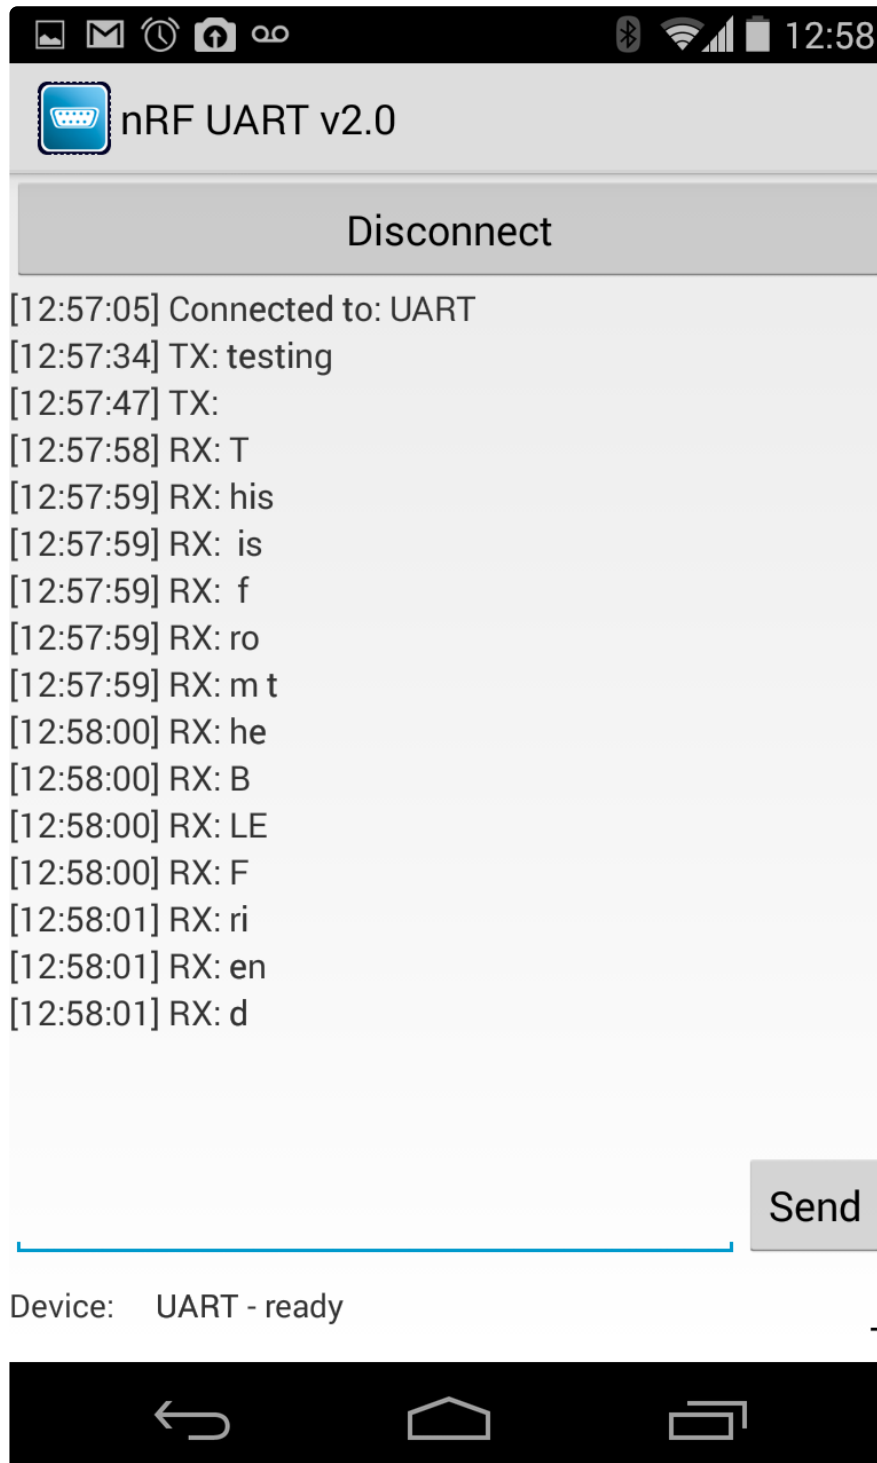 12:58
nRF UART v2.0
Disconnect
[12:57:05] Connected to: UART
[12:57:34] TX: testing
[12:57:47] TX:
[12:57:58] RX: T
[12:57:59] RX: his
[12:57:59] RX:  is
[12:57:59] RX:  f
[12:57:59] RX: ro
[12:57:59] RX: m t
[12:58:00] RX: he
[12:58:00] RX: B
[12:58:00] RX: LE
[12:58:00] RX: F
[12:58:01] RX: ri
[12:58:01] RX: en
[12:58:01] RX: d
Send
Device: UART - ready